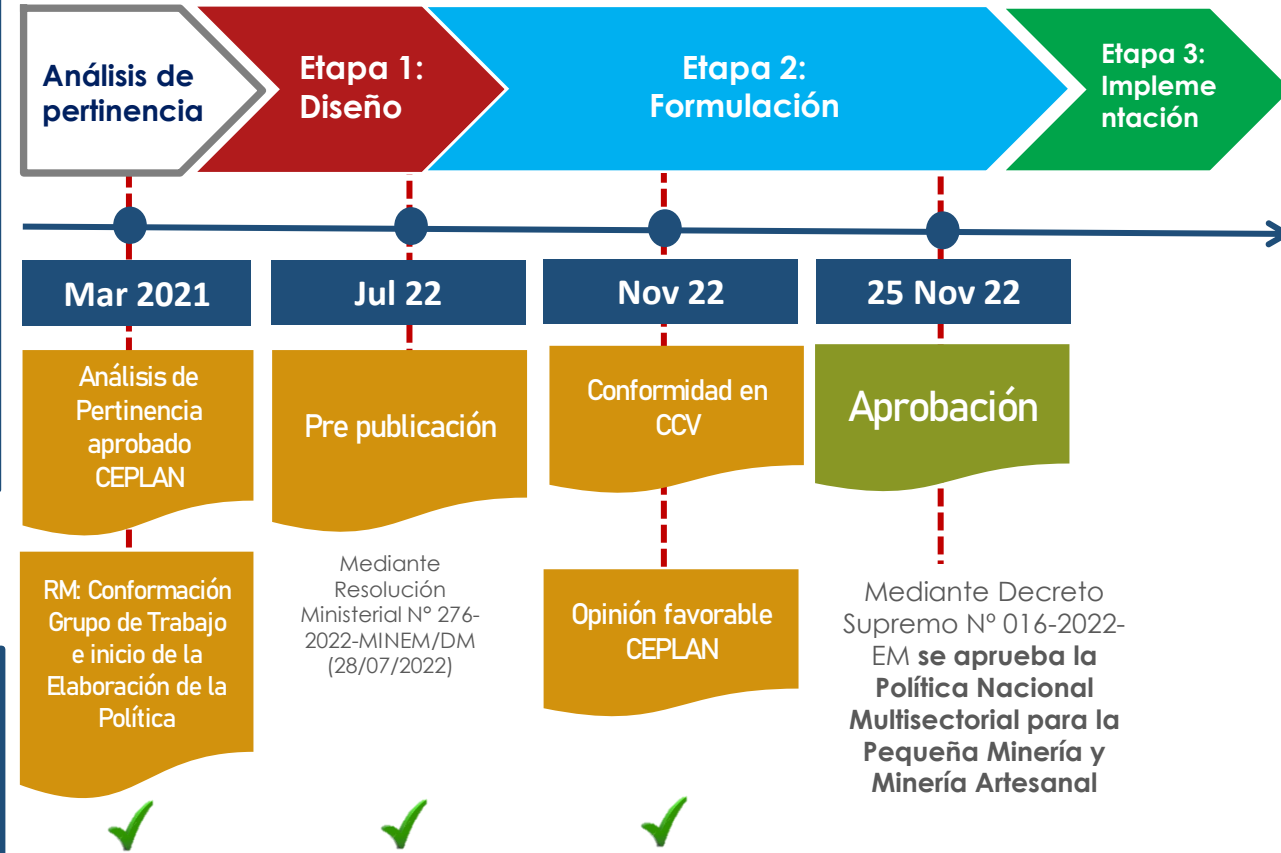 Análisis de
pertinencia
Etapa 1:
Diseño
Etapa 2:
Formulación
Etapa 3:
Impleme
ntación
Mar 2021
Jul 22
Nov 22
25 Nov 22
Análisis de
Pertinencia
aprobado
CEPLAN
Pre publicación
Conformidad en
CCV
Aprobación
RM: Conformación
Grupo de Trabajo
e inicio de la
Elaboración de la
Política
Mediante
Resolución
Ministerial N° 276-
2022-MINEM/DM
(28/07/2022)
Opinión favorable
CEPLAN
Mediante Decreto
Supremo Nº 016-2022-
EM se aprueba la
Política Nacional
Multisectorial para la
Pequeña Minería y
Minería Artesanal